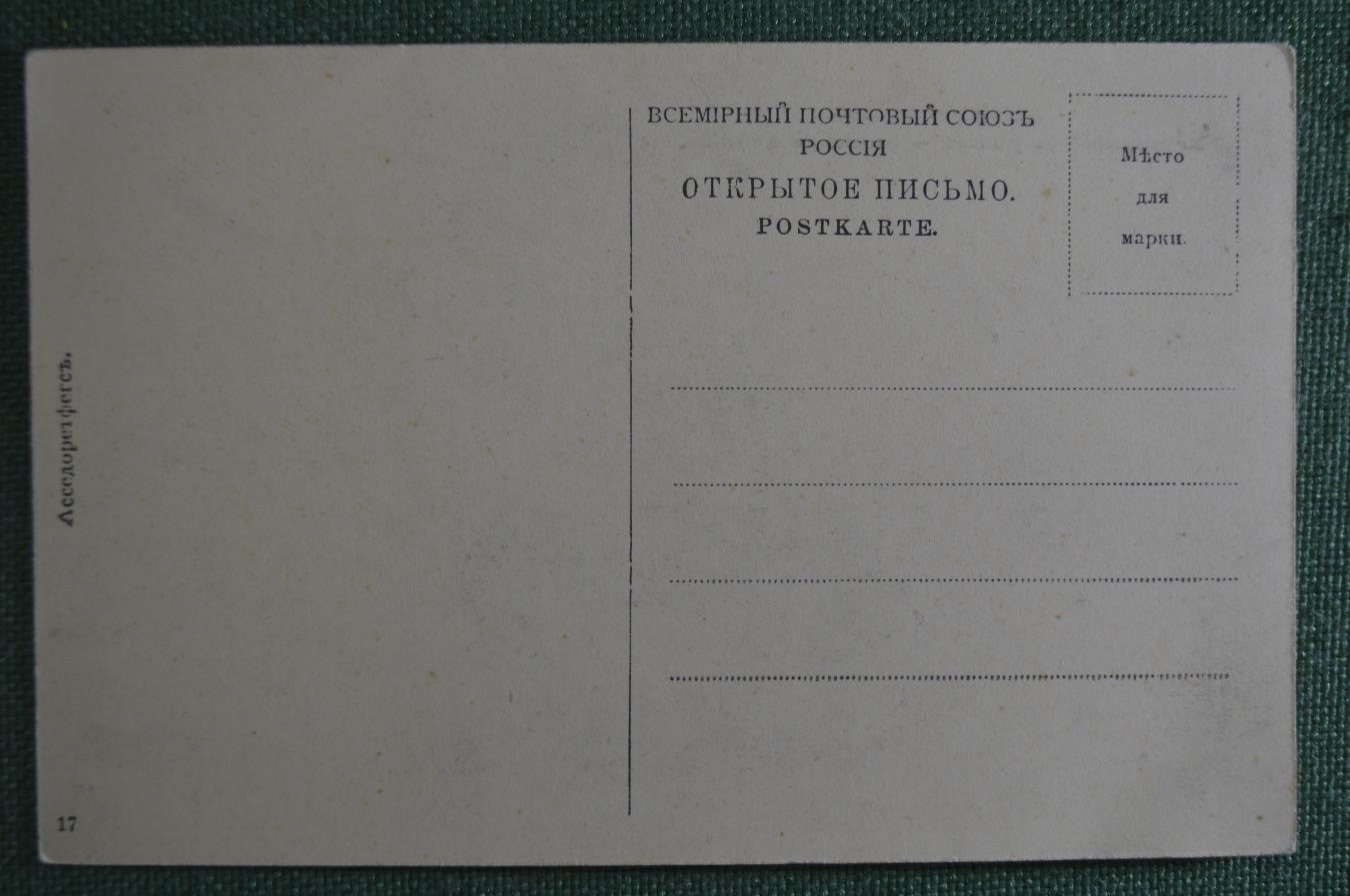 ВСЕМІРНЫЙ ПОЧТОВЫЙ СОЮЗЪ
РОССІЯ
ОТКРЫТОЕ ПИСЬМО.
POSTKARTE.
Мѣсто
для
марки.
17